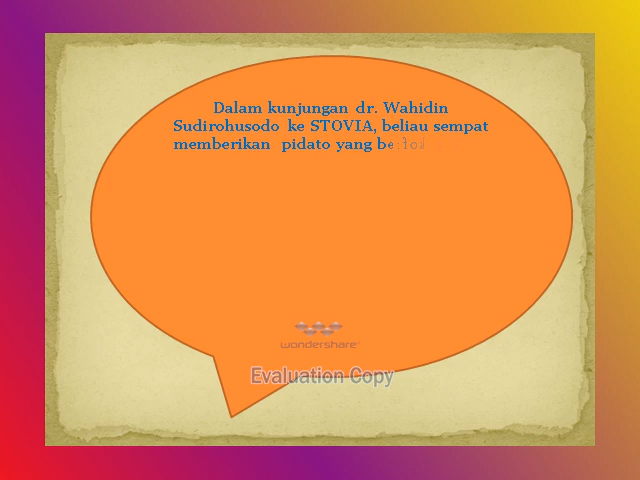 Dalam kunjungan dr. Wahidin
Sudirohusodo ke STOVIA, beliau sempat
memberikan pidato yang
wondershare
Evaluation Copy